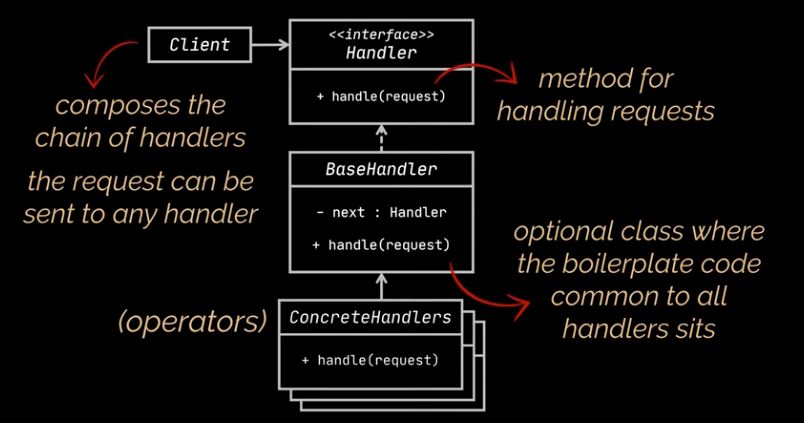 Client
<<interface>>
Handler
+ handle(request)
method for
handling requests
composes the
chain of handlers
the request can be
sent to any handler
BaseHandler
- next : Handler
+ handle(request)
optional class where
the boilerplate code
common to all
handlers sits
(operators)
ConcreteHandlers
+ handle(request)